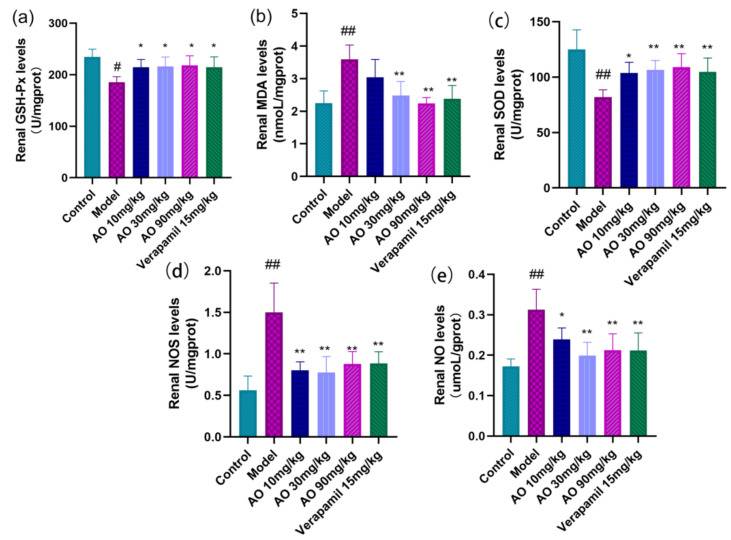 (a)
Renal GSH-Px levels
(U/mgprot)
300
200
100
0
#
*
*
*
*
Control
Model
AO 10mg/kg
AO 30mg/kg
AO 90mg/kg
Verapamil 15mg/kg
(b)
Renal MDA levels
(nmoL/mgprot)
5
4
3
2
1
0
##
**
**
**
Control
Model
AO 10mg/kg
AO 30mg/kg
AO 90mg/kg
Verapamil 15mg/kg
(c)
Renal SOD levels
(U/mgprot)
150
100
50
0
##
*
**
**
**
Control
Model
AO 10mg/kg
AO 30mg/kg
AO 90mg/kg
Verapamil 15mg/kg
(d)
Renal NOS levels
(U/mgprot)
2.0
1.5
1.0
0.5
0.0
##
**
**
**
**
Control
Model
AO 10mg/kg
AO 30mg/kg
AO 90mg/kg
Verapamil 15mg/kg
(e)
Renal NO levels
(umoL/gprot)
0.4
0.3
0.2
0.1
0.0
##
*
**
**
**
Control
Model
AO 10mg/kg
AO 30mg/kg
AO 90mg/kg
Verapamil 15mg/kg